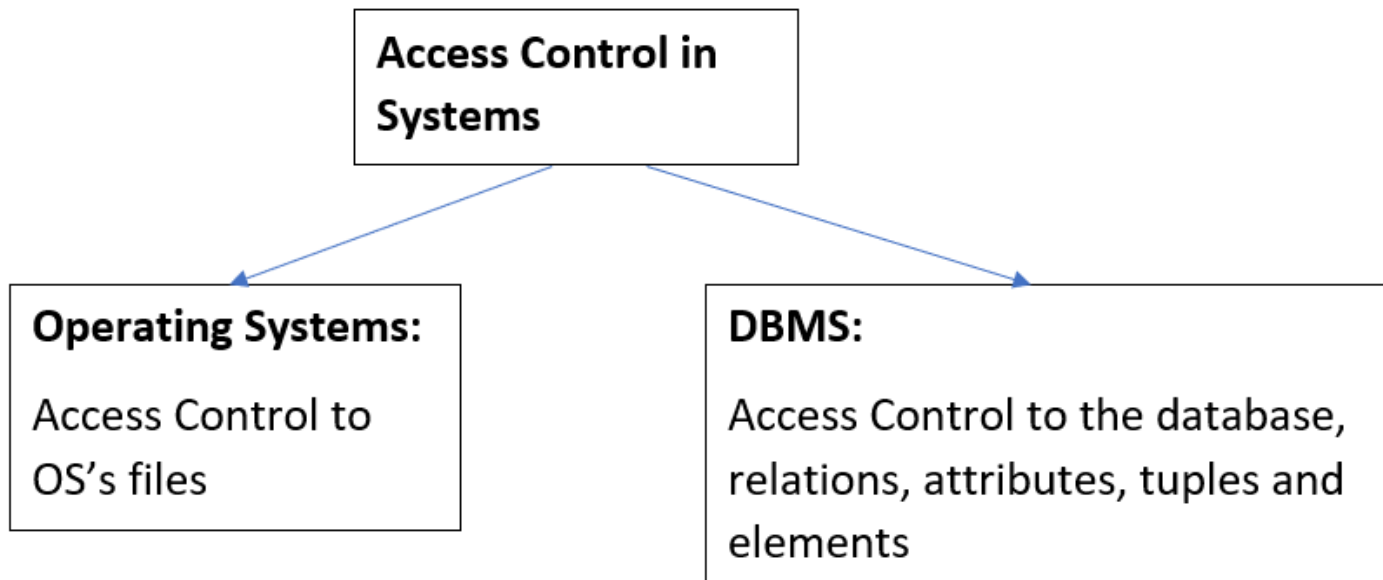 Access Control in
Systems
Operating Systems:
Access Control to
OS’s files
DBMS:
Access Control to the database,
relations, attributes, tuples and
elements